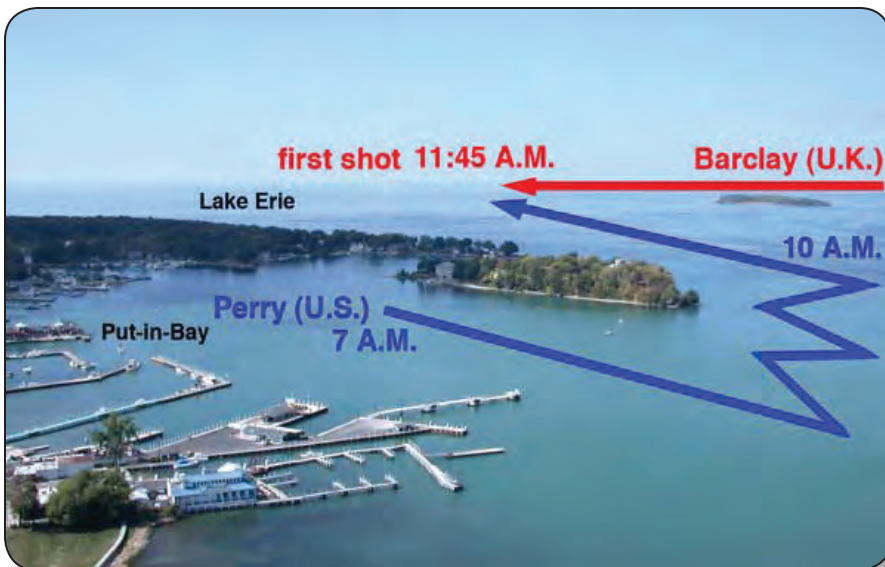 first shot 11:45 A.M.
Barclay (U.K.)
Lake Erie
10 A.M.
Perry (U.S.)
7 A.M.
Put-in-Bay